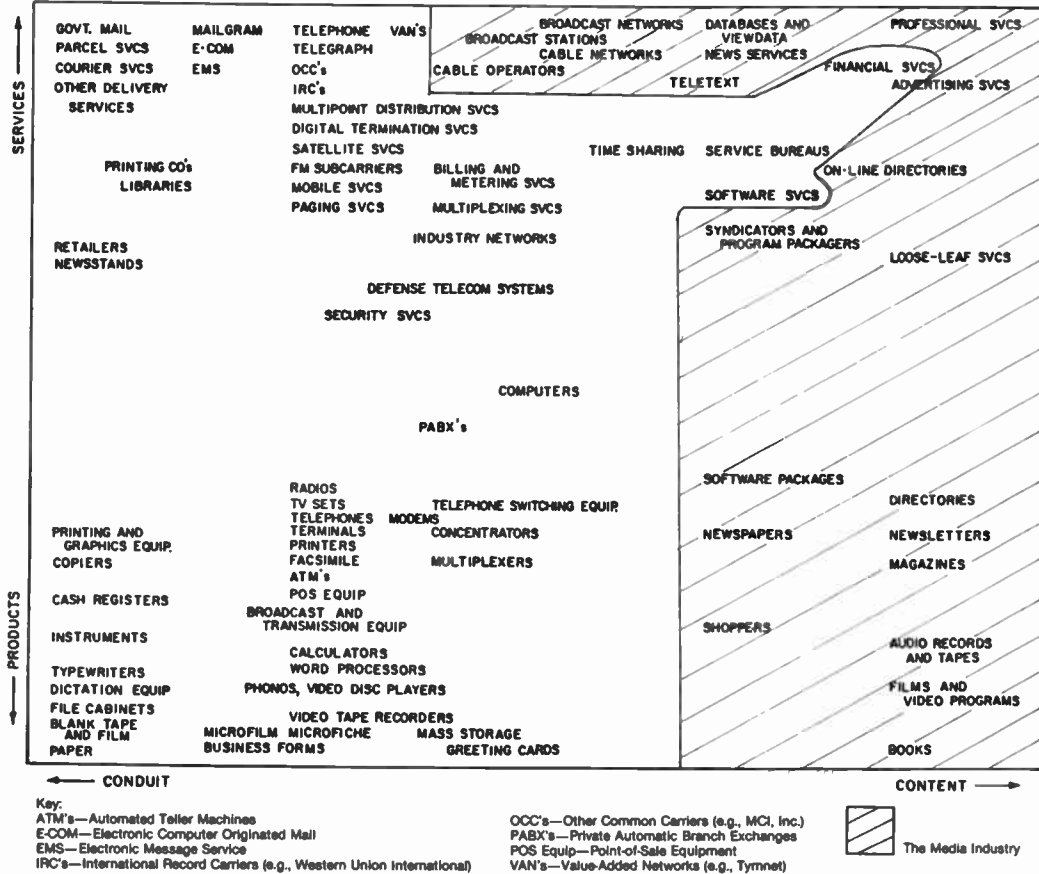 SERVICES
GOVT. MAIL MAILGRAM TELEPHONE VAN'S BROADCAST NETWORKS DATABASES AND PROFESSIONAL SVCS
BROADCAST STATIONS VIEWDATA
PARCEL SVCS E-COM TELEGRAPH CABLE NETWORKS NEWS SERVICES
COURIER SVCS EMS OCC's CABLE OPERATORS FINANCIAL SVCS
OTHER DELIVERY IRC's TELETEXT ADVERTISING SVCS
SERVICES MULTIPOINT DISTRIBUTION SVCS
DIGITAL TERMINATION SVCS
SATELLITE SVCS TIME SHARING SERVICE BUREAUS
PRINTING CO's FM SUBCARRIERS BILLING AND ON-LINE DIRECTORIES
LIBRARIES MOBILE SVCS METERING SVCS
SOFTWARE SVCS
PAGING SVCS MULTIPLEXING SVCS
SYNDICATORS AND
RETAILERS INDUSTRY NETWORKS PROGRAM PACKAGERS
NEWSSTANDS LOOSE-LEAF SVCS
DEFENSE TELECOM SYSTEMS
SECURITY SVCS
COMPUTERS
PABX's
SOFTWARE PACKAGES
RADIOS
TV SETS TELEPHONE SWITCHING EQUIP. DIRECTORIES
TELEPHONES MODEMS
PRINTING AND TERMINALS CONCENTRATORS NEWSPAPERS NEWSLETTERS
GRAPHICS EQUIP. PRINTERS
COPIERS FACSIMILE MULTIPLEXERS MAGAZINES
ATM's
CASH REGISTERS POS EQUIP
BROADCAST AND
TRANSMISSION EQUIP SHOPPERS
INSTRUMENTS AUDIO RECORDS
CALCULATORS AND TAPES
TYPEWRITERS WORD PROCESSORS
DICTATION EQUIP PHONOS, VIDEO DISC PLAYERS FILMS AND
VIDEO PROGRAMS
FILE CABINETS VIDEO TAPE RECORDERS
BLANK TAPE
AND FILM MICROFILM MICROFICHE MASS STORAGE
PAPER BUSINESS FORMS GREETING CARDS BOOKS
PRODUCTS
CONDUIT CONTENT
Key:
ATM's—Automated Teller Machines
E-COM—Electronic Computer Originated Mail
EMS—Electronic Message Service
IRC's—International Record Carriers (e.g., Western Union International)
OCC's—Other Common Carriers (e.g., MCI, Inc.)
PABX's—Private Automatic Branch Exchanges
POS Equip—Point-of-Sale Equipment
VAN's—Value-Added Networks (e.g., Tymnet)
The Media Industry